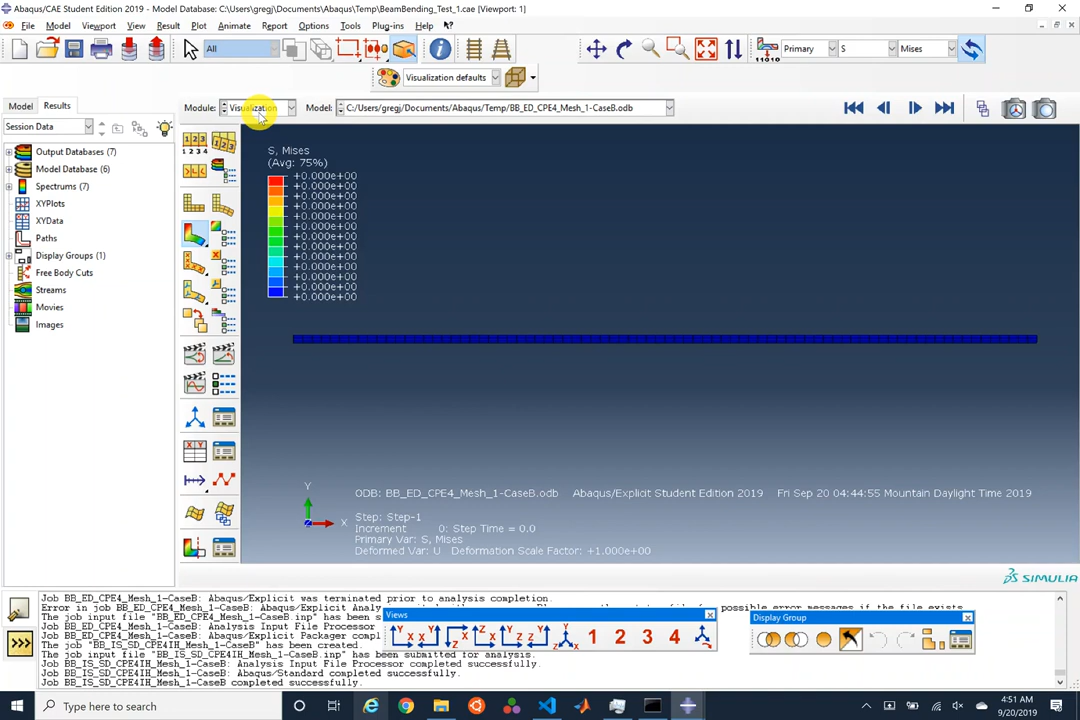 Abaqus/CAE Student Edition 2019 - Model Database: C:\Users\gregj\Documents\Abaqus\Temp\BeamBending_Test_1.cae [Viewport: 1]
File Model Viewport View Result Plot Animate Report Options Tools Plug-ins Help
All Primary S Mises
Visualization defaults
Model Results Module: Visualization Model: C:/Users/gregj/Documents/Abaqus/Temp/BB_ED_CPE4_Mesh_1-CaseB.odb
Session Data
Output Databases (7)
Model Database (6)
Spectrums (7)
XYPlots
XYData
Paths
Display Groups (1)
Free Body Cuts
Streams
Movies
Images
S, Mises
(Avg: 75%)
+0.000e+00
+0.000e+00
+0.000e+00
+0.000e+00
+0.000e+00
+0.000e+00
+0.000e+00
+0.000e+00
+0.000e+00
+0.000e+00
+0.000e+00
+0.000e+00
+0.000e+00
Y
X
ODB: BB_ED_CPE4_Mesh_1-CaseB.odb Abaqus/Explicit Student Edition 2019 Fri Sep 20 04:44:55 Mountain Daylight Time 2019
Step: Step-1
Increment 0: Step Time = 0.0
Primary Var: S, Mises
Deformed Var: U Deformation Scale Factor: +1.000e+00
SIMULIA
Job BB_ED_CPE4_Mesh_1-CaseB: Abaqus/Explicit was terminated prior to analysis completion.
Error in job BB_ED_CPE4_Mesh_1-CaseB: Abaqus/Explicit Analysis possible error messages if the file exists.
The job input file "BB_ED_CPE4_Mesh_1-CaseB.inp" has been s
Job BB_ED_CPE4_Mesh_1-CaseB: Analysis Input File Processor
Job BB_ED_CPE4_Mesh_1-CaseB: Abaqus/Explicit Packager compl
The job "BB_IS_SD_CPE4IH_Mesh_1-CaseB" has been created.
The job input file "BB_IS_SD_CPE4IH_Mesh_1-CaseB.inp" has been submitted for analysis.
Job BB_IS_SD_CPE4IH_Mesh_1-CaseB: Analysis Input File Processor completed successfully.
Job BB_IS_SD_CPE4IH_Mesh_1-CaseB: Abaqus/Standard completed successfully.
Job BB_IS_SD_CPE4IH_Mesh_1-CaseB completed successfully.
Views
1 2 3 4
Display Group
Type here to search
4:51 AM
9/20/2019